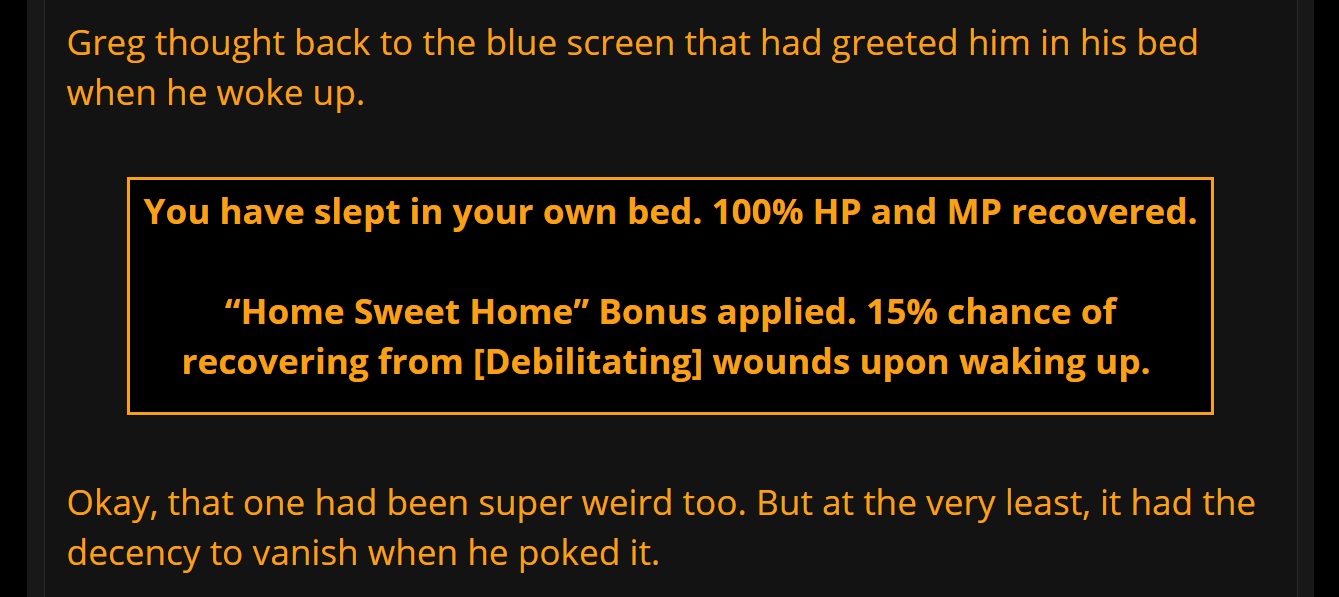 Greg thought back to the blue screen that had greeted him in his bed
when he woke up.
You have slept in your own bed. 100% HP and MP recovered.
“Home Sweet Home” Bonus applied. 15% chance of
recovering from [Debilitating] wounds upon waking up.
Okay, that one had been super weird too. But at the very least, it had the
decency to vanish when he poked it.